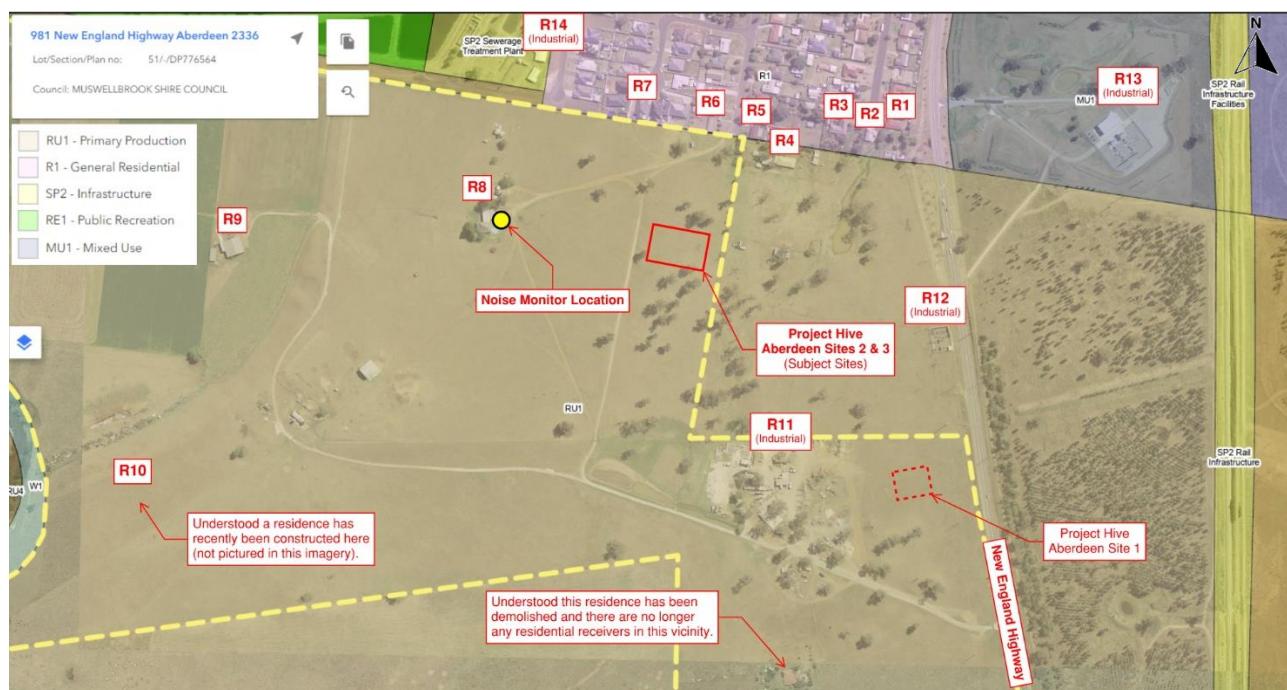 981 New England Highway Aberdeen 2336
Lot/Section/Plan no: 51/-/DP776564
Council: MUSWELLBROOK SHIRE COUNCIL
RU1 - Primary Production
R1 - General Residential
SP2 - Infrastructure
RE1 - Public Recreation
MU1 - Mixed Use
SP2 Sewerage
Treatment Plant
R14
(Industrial)
R7
R6
R5
R1
R3
R2
R1
R4
R13
(Industrial)
MU1
SP2 Rail
Infrastructure
Facilities
N
R8
R9
Noise Monitor Location
Project Hive
Aberdeen Sites 2 & 3
(Subject Sites)
R12
(Industrial)
RU1
R11
(Industrial)
SP2 Rail
Infrastructure
R10
RU4
W1
Understood a residence has
recently been constructed here
(not pictured in this imagery).
Project Hive
Aberdeen Site 1
Understood this residence has been
demolished and there are no longer
any residential receivers in this vicinity.
New England Highway